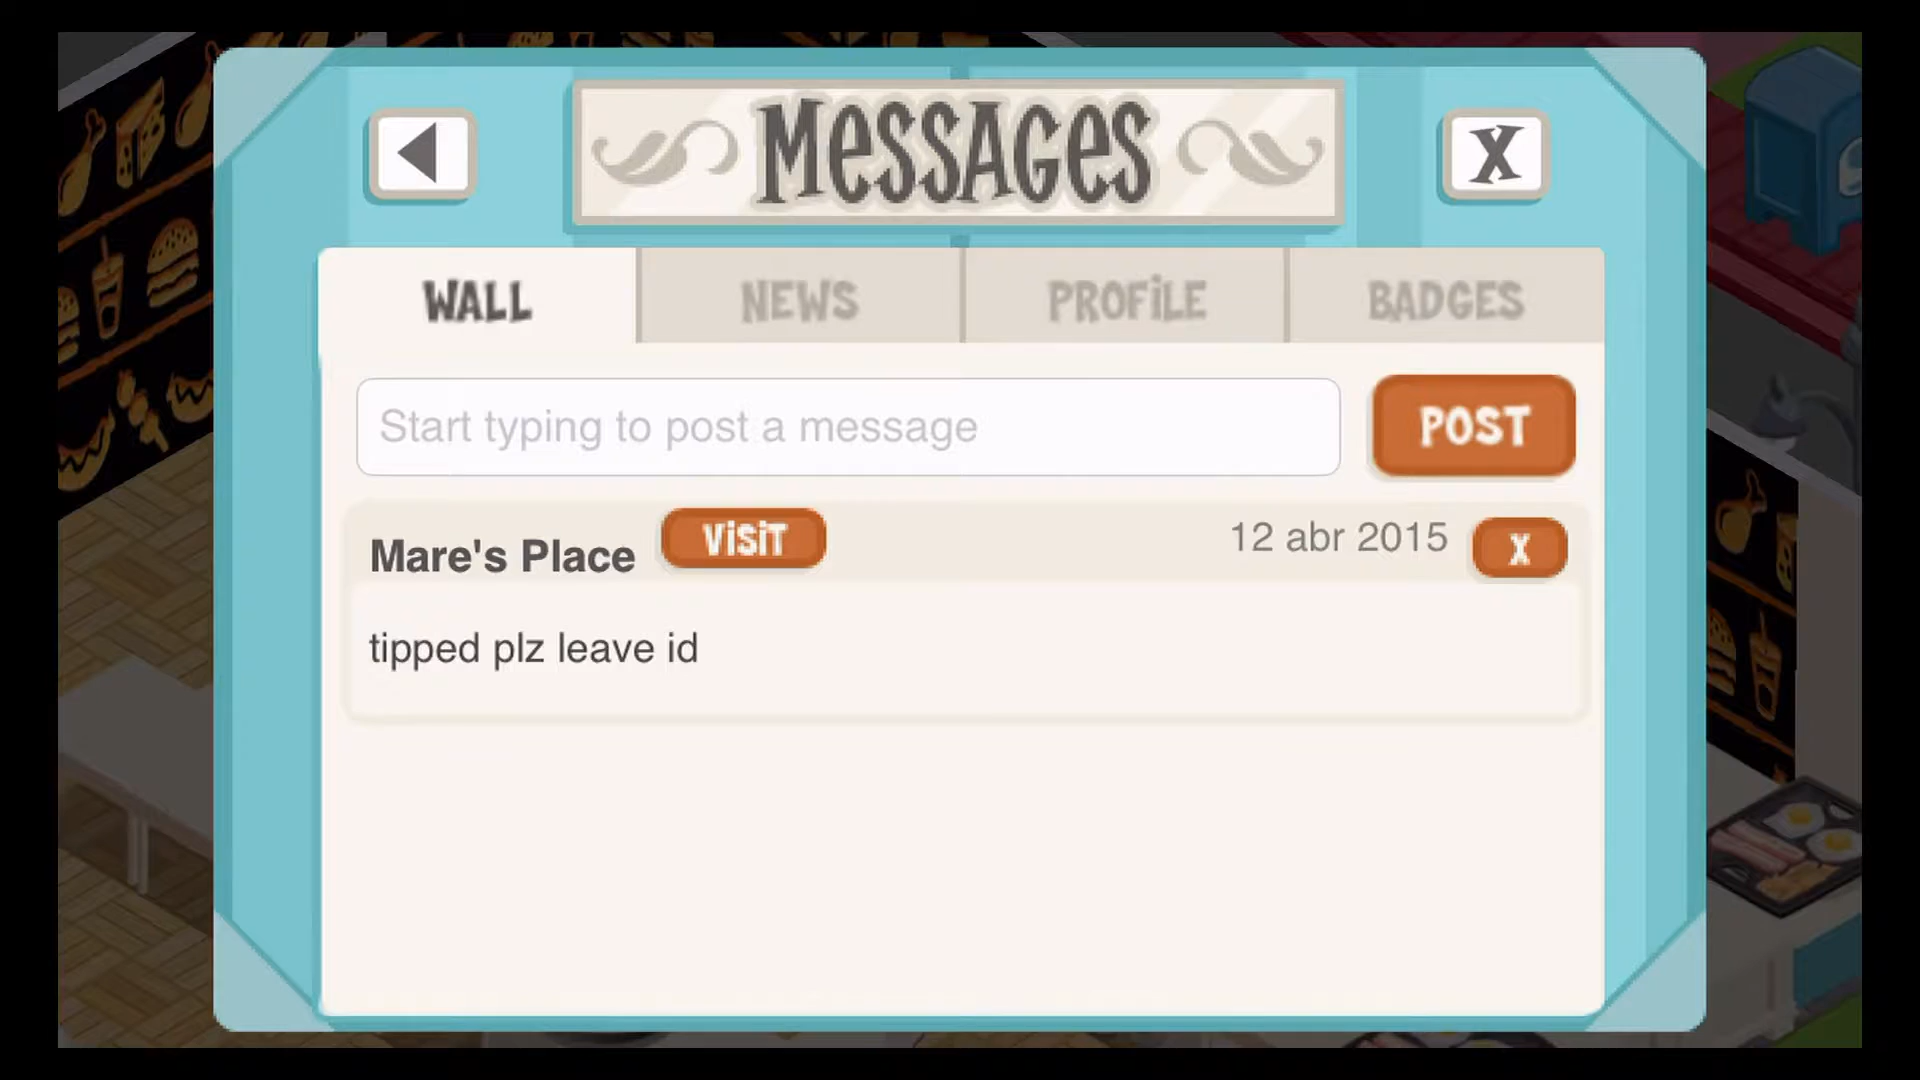 Messages
X
WALL
NEWS
PROFILE
BADGES
Start typing to post a message
POST
Mare's Place
VISIT
12 abr 2015
X
tipped plz leave id